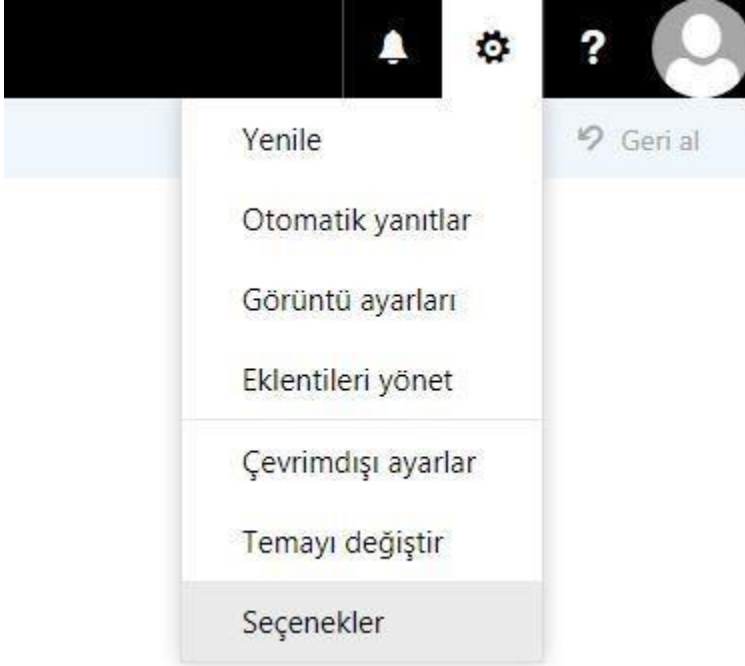 ?
Yenile
Geri al
Otomatik yanıtlar
Görüntü ayarları
Eklentileri yönet
Çevrimdışı ayarlar
Temayı değiştir
Seçenekler